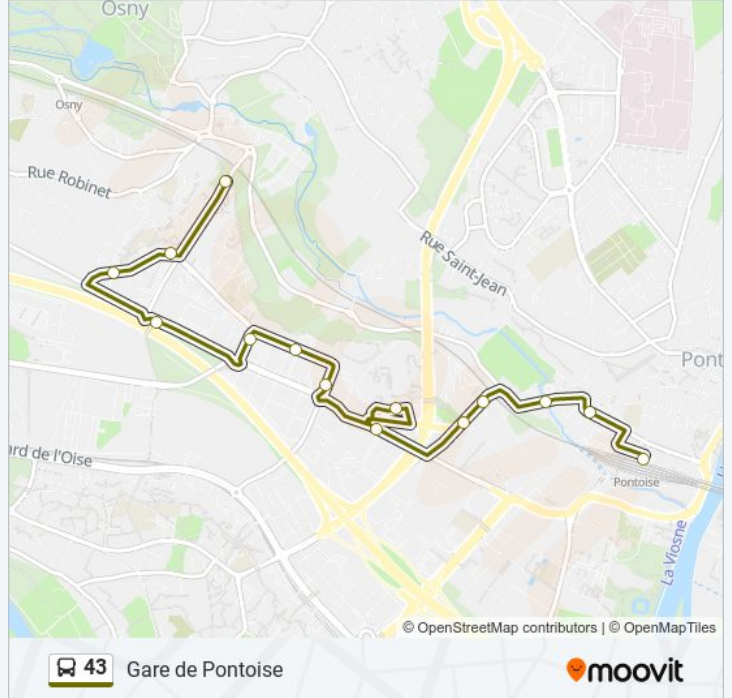 Osny
Osny
Rue Robinet
Rue Saint-Jean
Pont
ard de l'Oise
Pontoise
La Viosne
© OpenStreetMap contributors | © OpenMapTiles
43 Gare de Pontoise
moovit